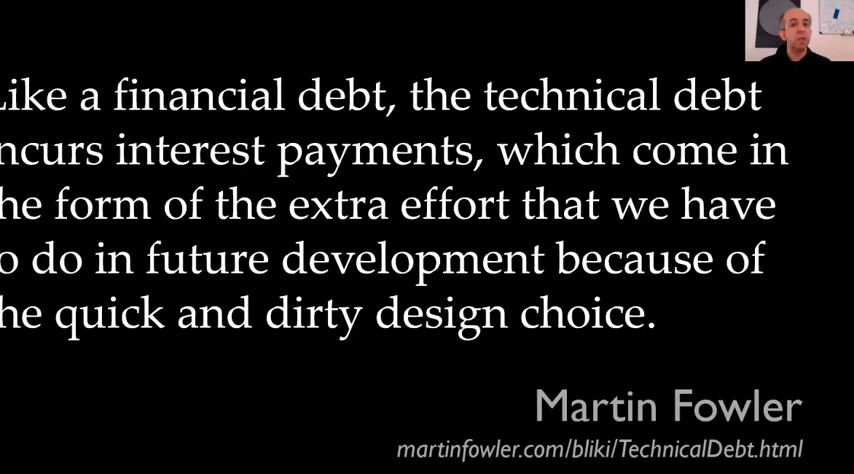 Like a financial debt, the technical debt
ncurs interest payments, which come in
he form of the extra effort that we have
o do in future development because of
he quick and dirty design choice.
Martin Fowler
martinfowler.com/bliki/TechnicalDebt.html